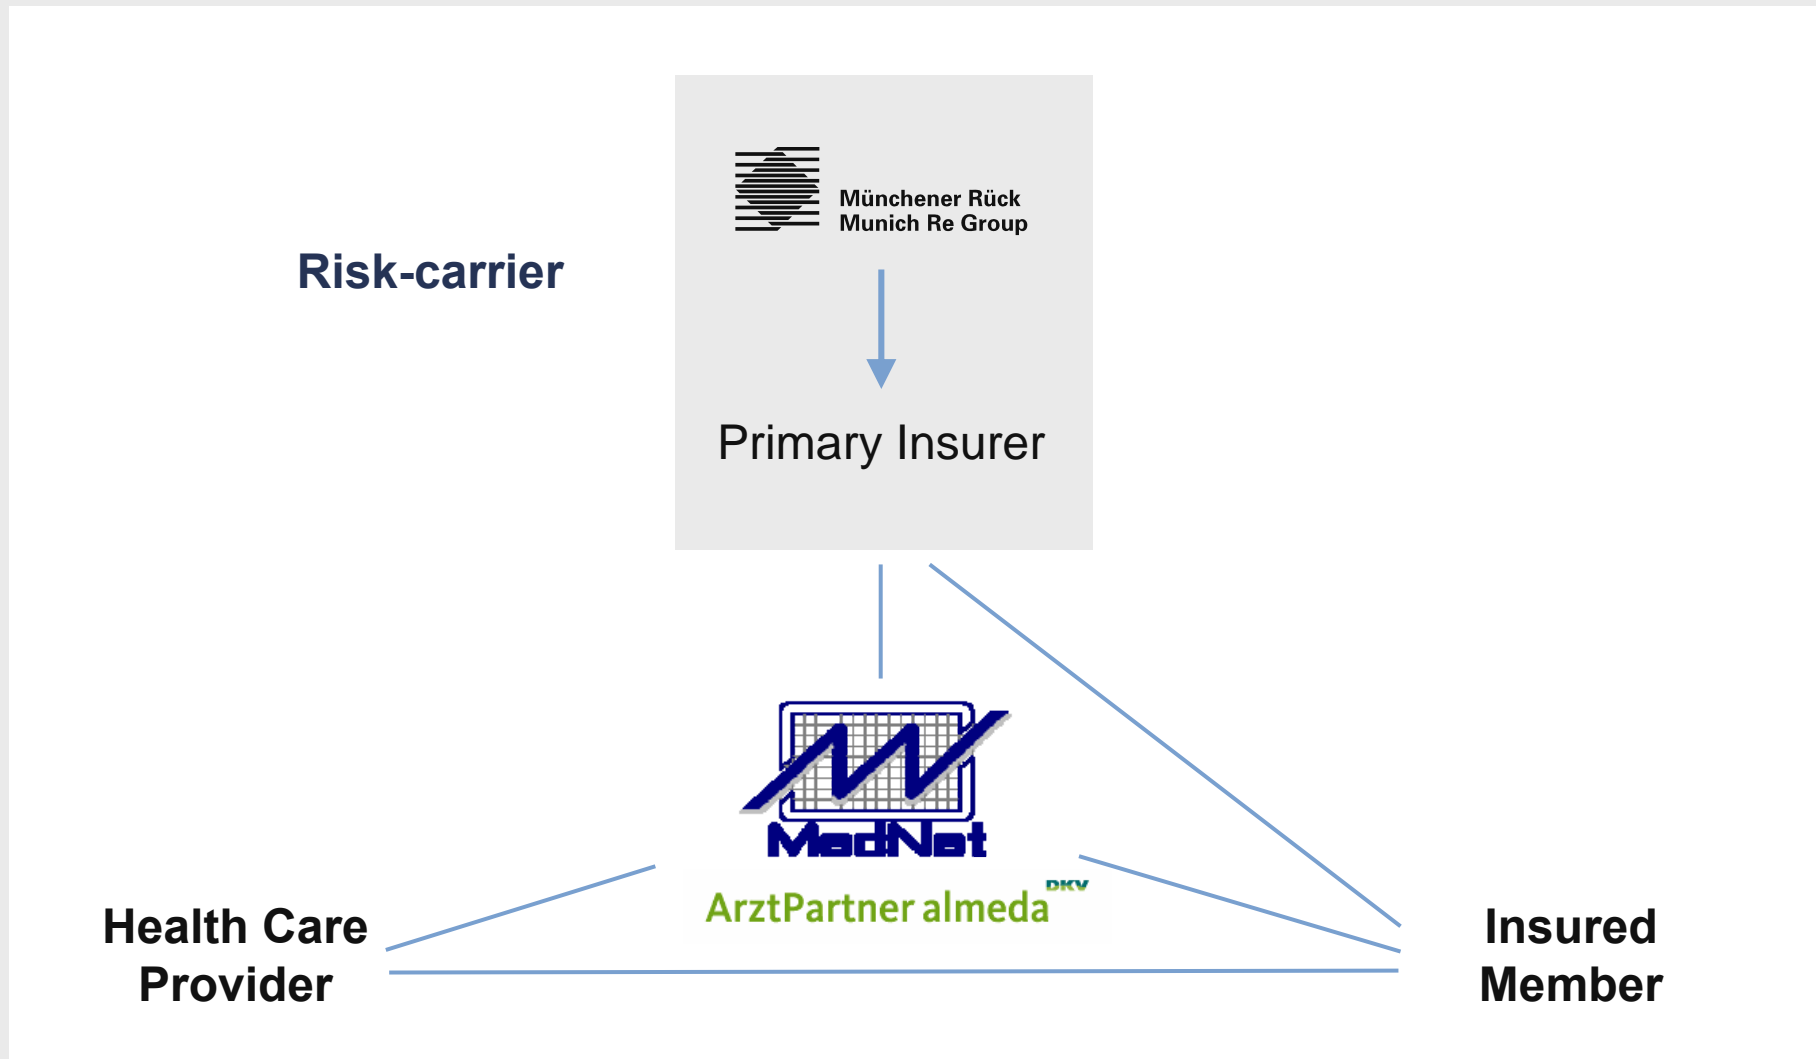 Münchener Rück
Munich Re Group
Risk-carrier
Primary Insurer
MedNet
DKV
ArztPartner almeda
Health Care
Provider
Insured
Member